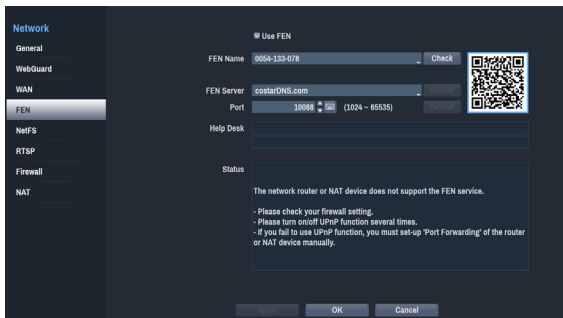 Network
General
WebGuard
WAN
FEN
NetFS
RTSP
Firewall
NAT
Use FEN
FEN Name 0054-133-078 _ Check
FEN Server costarDNS.com _ Default
Port 10088 (1024 ~ 65535) Default
Help Desk
Status
The network router or NAT device does not support the FEN service.
- Please check your firewall setting.
- Please turn on/off UPnP function several times.
- If you fail to use UPnP function, you must set-up 'Port Forwarding' of the router
or NAT device manually.
Apply OK Cancel